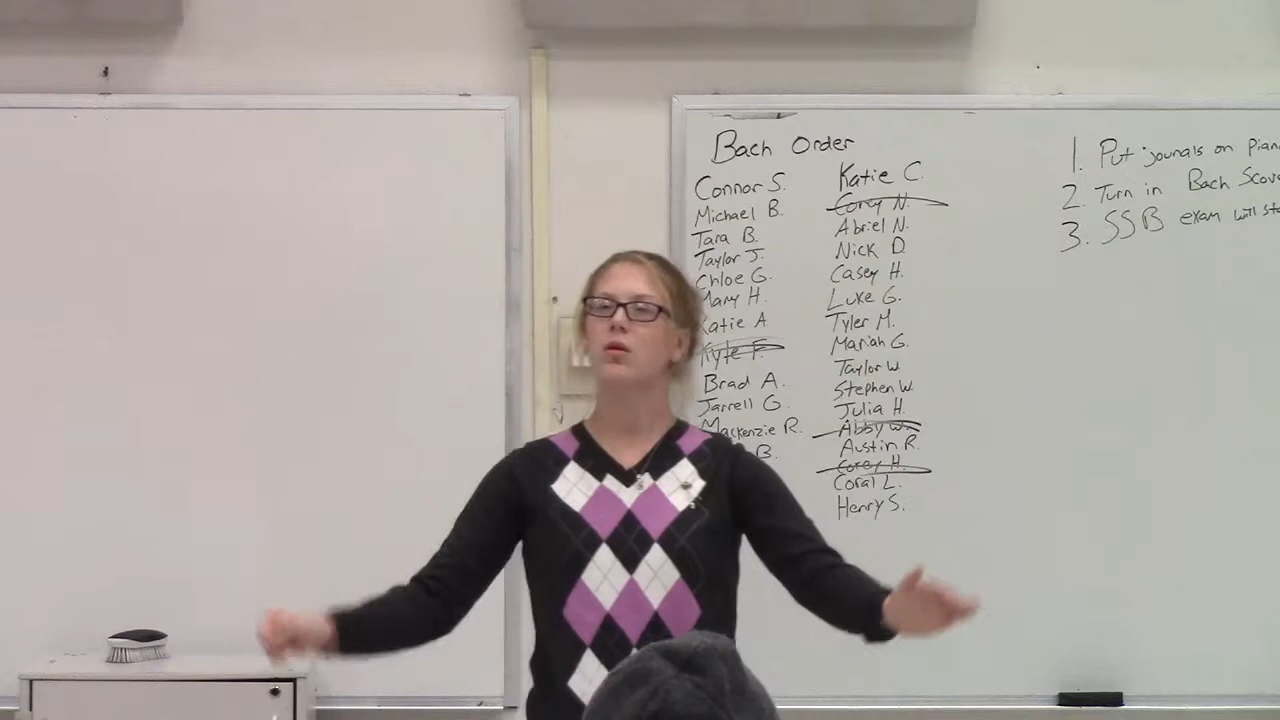 Bach Order
Connor S.
Michael B.
Tara B.
Taylor J.
Chloe G.
Mary H.
Katie A
Kyle F.
Brad A.
Jarrell G.
Mackenzie R.
B.
Katie C.
Corey N.
Abriel N.
Nick D.
Casey H.
Luke G.
Tyler M.
Mariah G.
Taylor W.
Stephen W.
Julia H.
Abby W.
Austin R.
Corey H.
Coral L.
Henry S.
1. Put journals on
2. Turn in Bach
3. SSB exam will